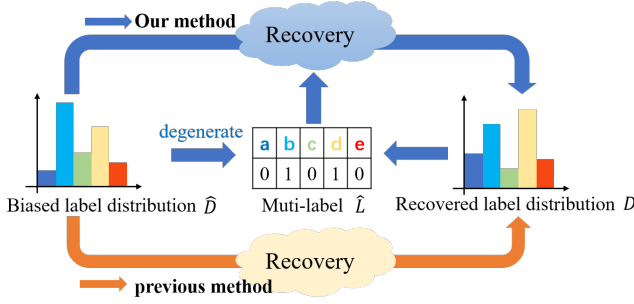 Our method
Recovery
degenerate
a b c d e
0 1 0 1 0
Biased label distribution D̂
Muti-label L̂
Recovered label distribution D
Recovery
previous method